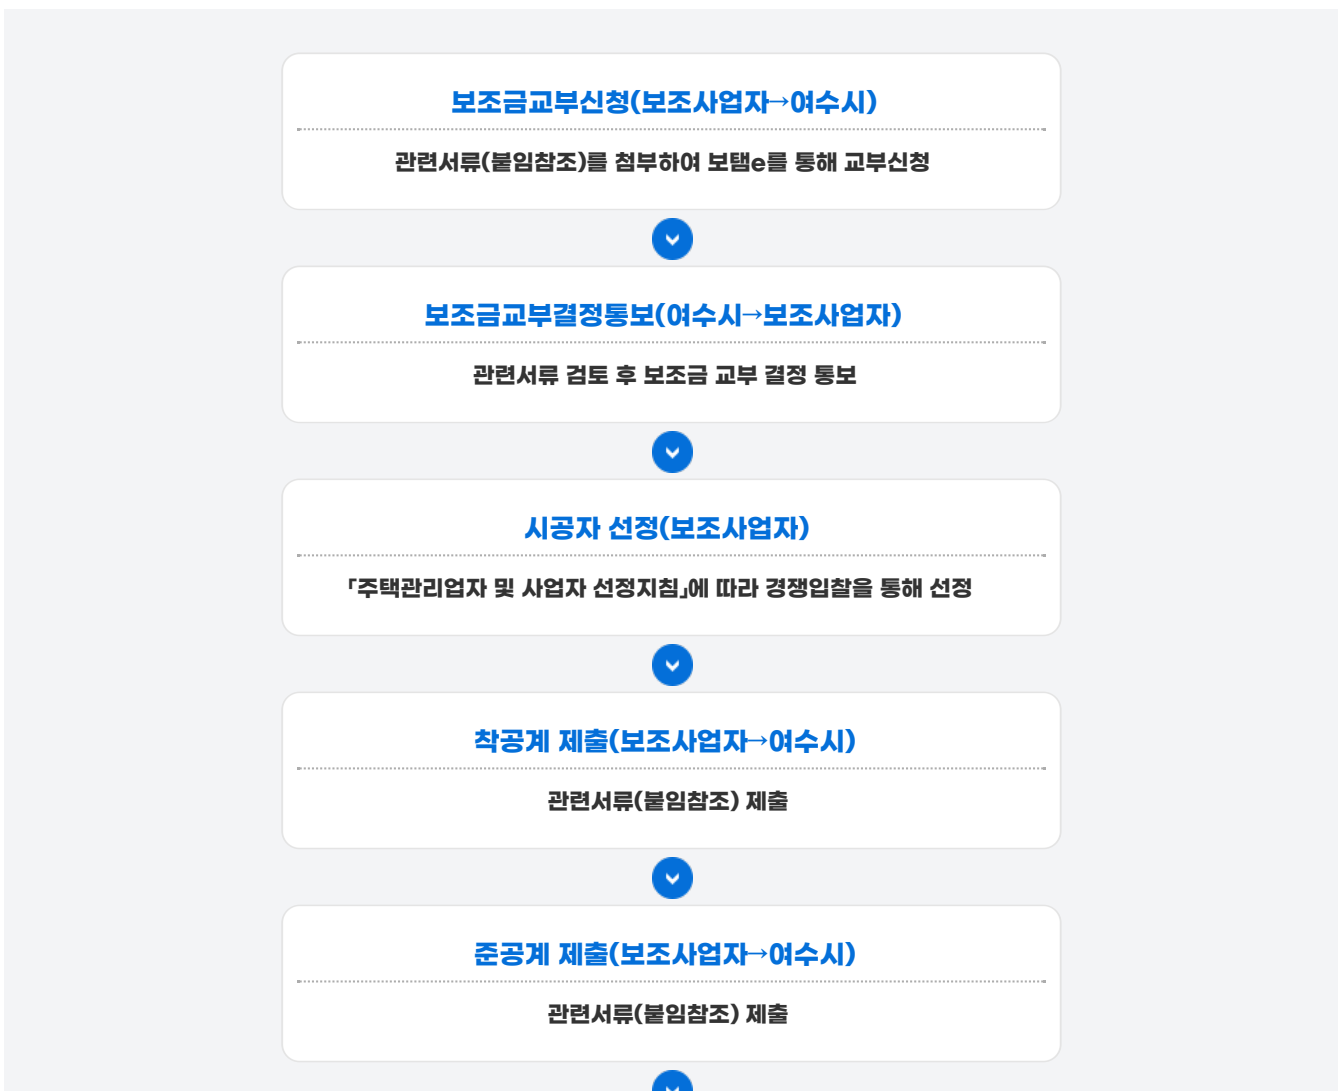 보조금교부신청(보조사업자→여수시)
관련서류(붙임참조)를 첨부하여 보탬e를 통해 교부신청
보조금교부결정통보(여수시→보조사업자)
관련서류 검토 후 보조금 교부 결정 통보
시공자 선정(보조사업자)
「주택관리업자 및 사업자 선정지침」에 따라 경쟁입찰을 통해 선정
착공계 제출(보조사업자→여수시)
관련서류(붙임참조) 제출
준공계 제출(보조사업자→여수시)
관련서류(붙임참조) 제출